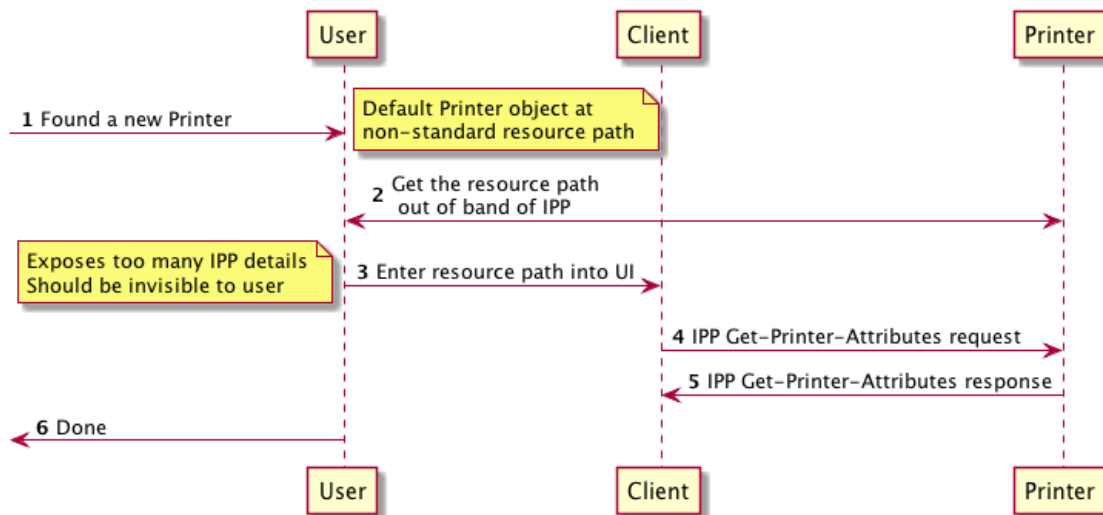 User
Client
Printer
1 Found a new Printer
Default Printer object at
non-standard resource path
2 Get the resource path
out of band of IPP
Exposes too many IPP details
Should be invisible to user
3 Enter resource path into UI
4 IPP Get-Printer-Attributes request
5 IPP Get-Printer-Attributes response
6 Done
User
Client
Printer